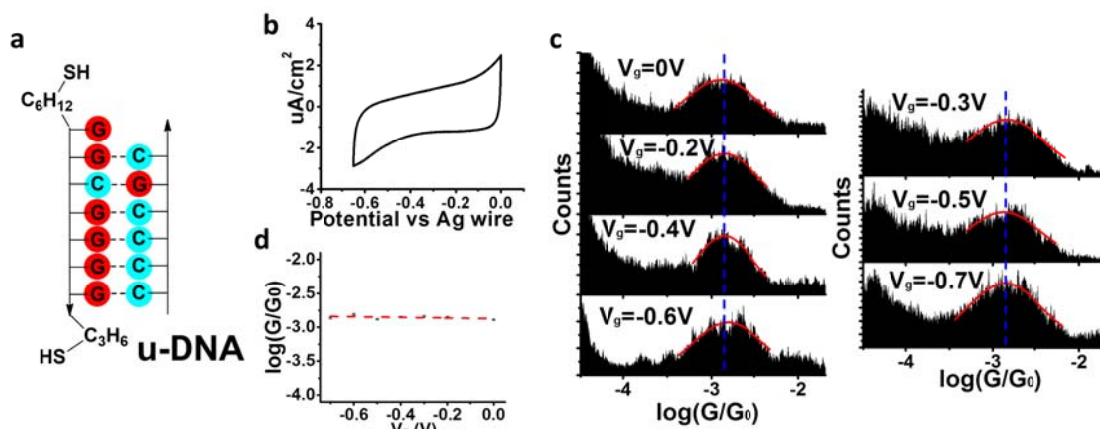 a
SH
C6H12
G
G C
C G
G C
G C
G C
G C
HS
C3H6
u-DNA
b
uA/cm2
4
2
0
-2
-4
-0.8 -0.6 -0.4 -0.2 0.0
Potential vs Ag wire
d
log(G/G0)
-2.0
-2.5
-3.0
-3.5
-4.0
-0.6 -0.4 -0.2 0.0
c
Counts
Vg=0V
Vg=-0.2V
Vg=-0.4V
Vg=-0.6V
-4 -3 -2
log(G/G0)
Counts
Vg=-0.3V
Vg=-0.5V
Vg=-0.7V
-4 -3 -2
log(G/G0)